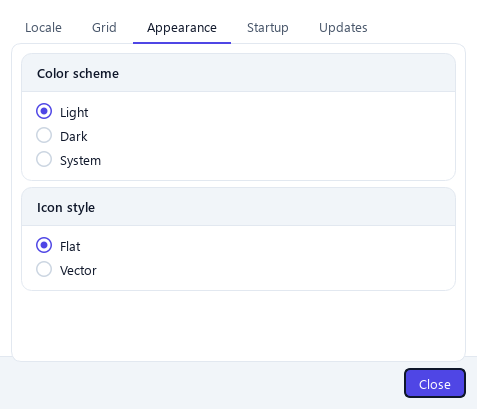 Locale Grid Appearance Startup Updates
Color scheme
Light
Dark
System
Icon style
Flat
Vector
Close